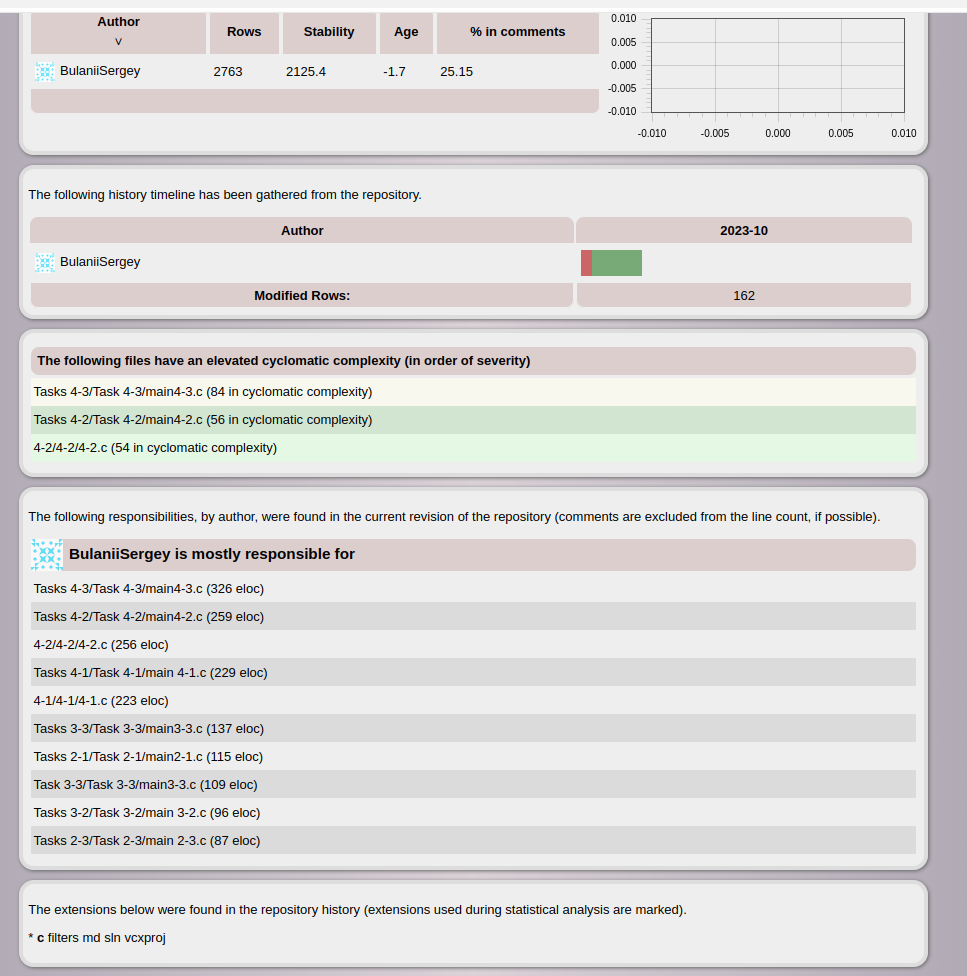 Author Rows Stability Age % in comments
˅
BulaniiSergey 2763 2125.4 -1.7 25.15
0.010
0.005
0.000
-0.005
-0.010
-0.010 -0.005 0.000 0.005 0.010
The following history timeline has been gathered from the repository.
Author 2023-10
BulaniiSergey
Modified Rows: 162
The following files have an elevated cyclomatic complexity (in order of severity)
Tasks 4-3/Task 4-3/main4-3.c (84 in cyclomatic complexity)
Tasks 4-2/Task 4-2/main4-2.c (56 in cyclomatic complexity)
4-2/4-2/4-2.c (54 in cyclomatic complexity)
The following responsibilities, by author, were found in the current revision of the repository (comments are excluded from the line count, if possible).
BulaniiSergey is mostly responsible for
Tasks 4-3/Task 4-3/main4-3.c (326 eloc)
Tasks 4-2/Task 4-2/main4-2.c (259 eloc)
4-2/4-2/4-2.c (256 eloc)
Tasks 4-1/Task 4-1/main 4-1.c (229 eloc)
4-1/4-1/4-1.c (223 eloc)
Tasks 3-3/Task 3-3/main3-3.c (137 eloc)
Tasks 2-1/Task 2-1/main2-1.c (115 eloc)
Task 3-3/Task 3-3/main3-3.c (109 eloc)
Tasks 3-2/Task 3-2/main 3-2.c (96 eloc)
Tasks 2-3/Task 2-3/main 2-3.c (87 eloc)
The extensions below were found in the repository history (extensions used during statistical analysis are marked).
* c filters md sln vcxproj